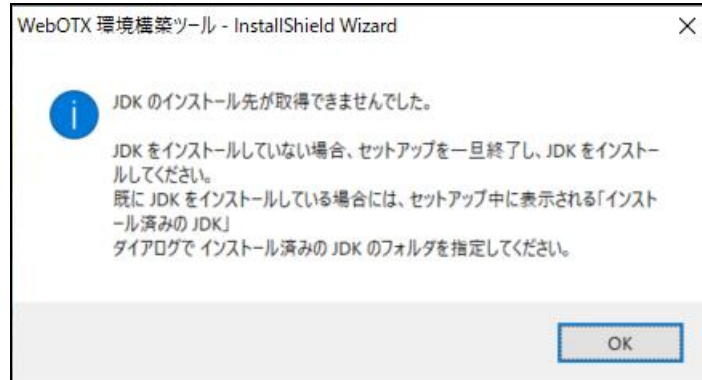 WebOTX 環境構築ツール - InstallShield Wizard
JDK のインストール先が取得できませんでした。
JDK をインストールしていない場合、セットアップを一旦終了し、JDK をインストー
ルしてください。
既に JDK をインストールしている場合には、セットアップ中に表示される「インスト
ール済みの JDK」
ダイアログで インストール済みの JDK のフォルダを指定してください。
OK